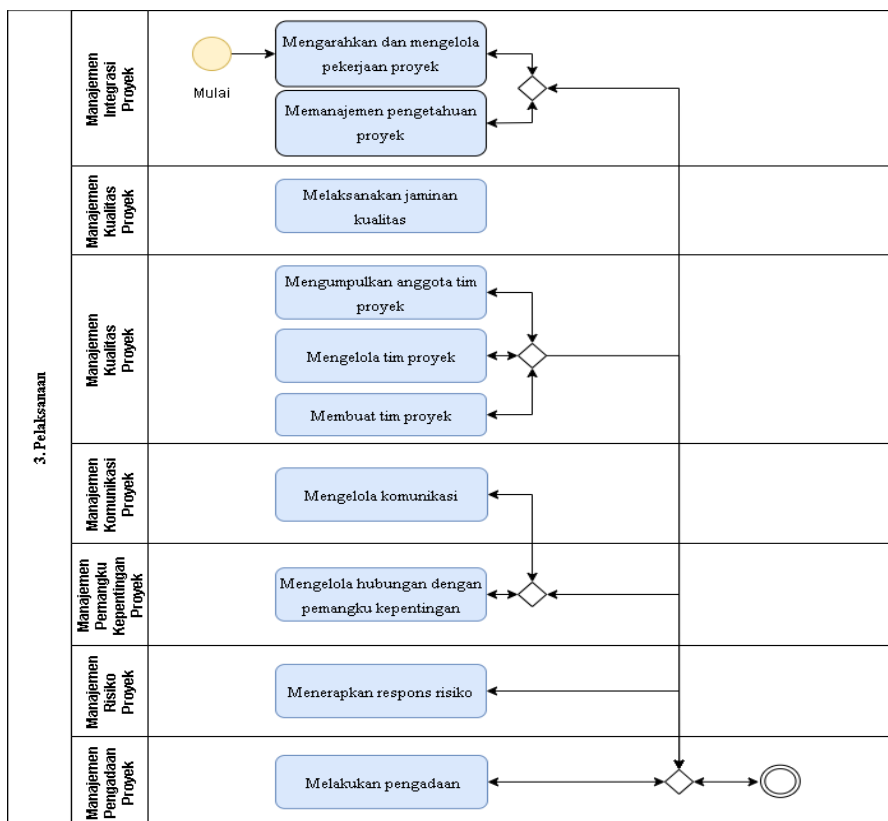 3. Pelaksanaan
Manajemen
Integrasi
Proyek
Mulai
Mengarahkan dan mengelola
pekerjaan proyek
Memanajemen pengetahuan
proyek
Manajemen
Kualitas
Proyek
Melaksanakan jaminan
kualitas
Manajemen
Kualitas
Proyek
Mengumpulkan anggota tim
proyek
Mengelola tim proyek
Membuat tim proyek
Manajemen
Komunikasi
Proyek
Mengelola komunikasi
Manajemen
Pemangku
Kepentingan
Proyek
Mengelola hubungan dengan
pemangku kepentingan
Manajemen
Risiko
Proyek
Menerapkan respons risiko
Manajemen
Pengadaan
Proyek
Melakukan pengadaan